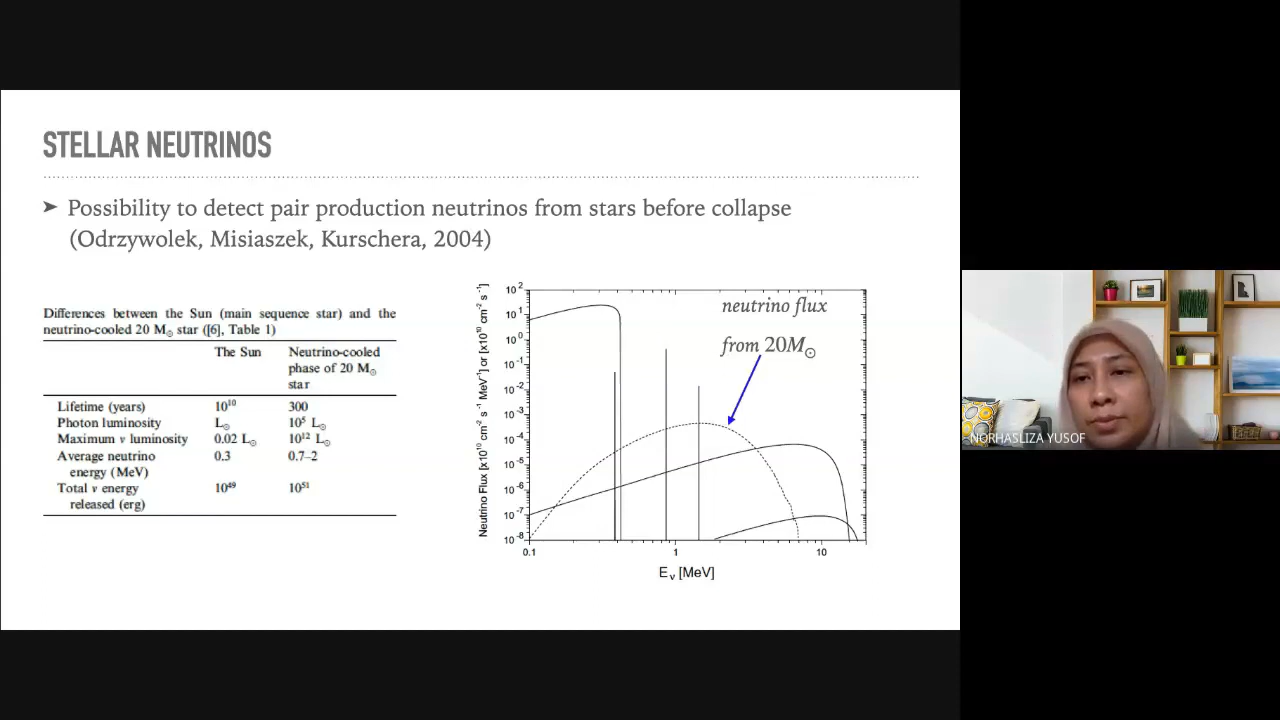 STELLAR NEUTRINOS
➤ Possibility to detect pair production neutrinos from stars before collapse
(Odrzywolek, Misiaszek, Kurschera, 2004)
Differences between the Sun (main sequence star) and the
neutrino-cooled 20 M⊙ star ([6], Table 1)
The Sun Neutrino-cooled
phase of 20 M⊙
star
Lifetime (years) 10¹⁰ 300
Photon luminosity L⊙ 10⁵ L⊙
Maximum ν luminosity 0.02 L⊙ 10¹² L⊙
Average neutrino 0.3 0.7–2
energy (MeV)
Total ν energy 10⁴⁹ 10⁵¹
released (erg)
Neutrino Flux [x10¹⁰ cm⁻² s⁻¹ MeV⁻¹] or [x10¹⁰ cm⁻² s⁻¹]
10²
10¹
10⁰
10⁻¹
10⁻²
10⁻³
10⁻⁴
10⁻⁵
10⁻⁶
10⁻⁷
10⁻⁸
neutrino flux
from 20M⊙
0.1 1 10
Eᵥ [MeV]
NORHASLIZA YUSOF